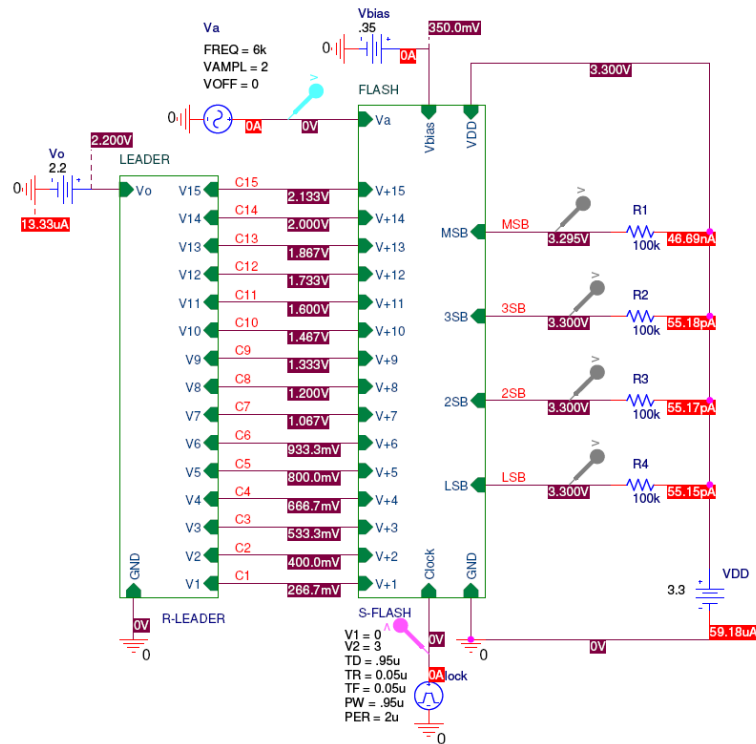 Va
FREQ = 6k
VAMPL = 2
VOFF = 0
Vbias
.35
350.0mV
0
0A
3.300V
FLASH
0
0A
0V
Va
Vbias
VDD
2.200V
Vo
2.2
LEADER
0
13.33uA
Vo
V15
C15
2.133V
V+15
V14
C14
2.000V
V+14
V13
C13
1.867V
V+13
V12
C12
1.733V
V+12
V11
C11
1.600V
V+11
V10
C10
1.467V
V+10
V9
C9
1.333V
V+9
V8
C8
1.200V
V+8
V7
C7
1.067V
V+7
V6
C6
933.3mV
V+6
V5
C5
800.0mV
V+5
V4
C4
666.7mV
V+4
V3
C3
533.3mV
V+3
V2
C2
400.0mV
V+2
V1
C1
266.7mV
V+1
MSB
MSB
V
3.295V
R1
100k
46.69nA
3SB
3SB
V
3.300V
R2
100k
55.18pA
2SB
2SB
V
3.300V
R3
100k
55.17pA
LSB
LSB
V
3.300V
R4
100k
55.15pA
GND
R-LEADER
0V
0
Clock
GND
S-FLASH
V1 = 0
V2 = 3
TD = .95u
TR = 0.05u
TF = 0.05u
PW = .95u
PER = 2u
V
0V
0A
lock
0
0
0V
VDD
3.3
59.18uA
V